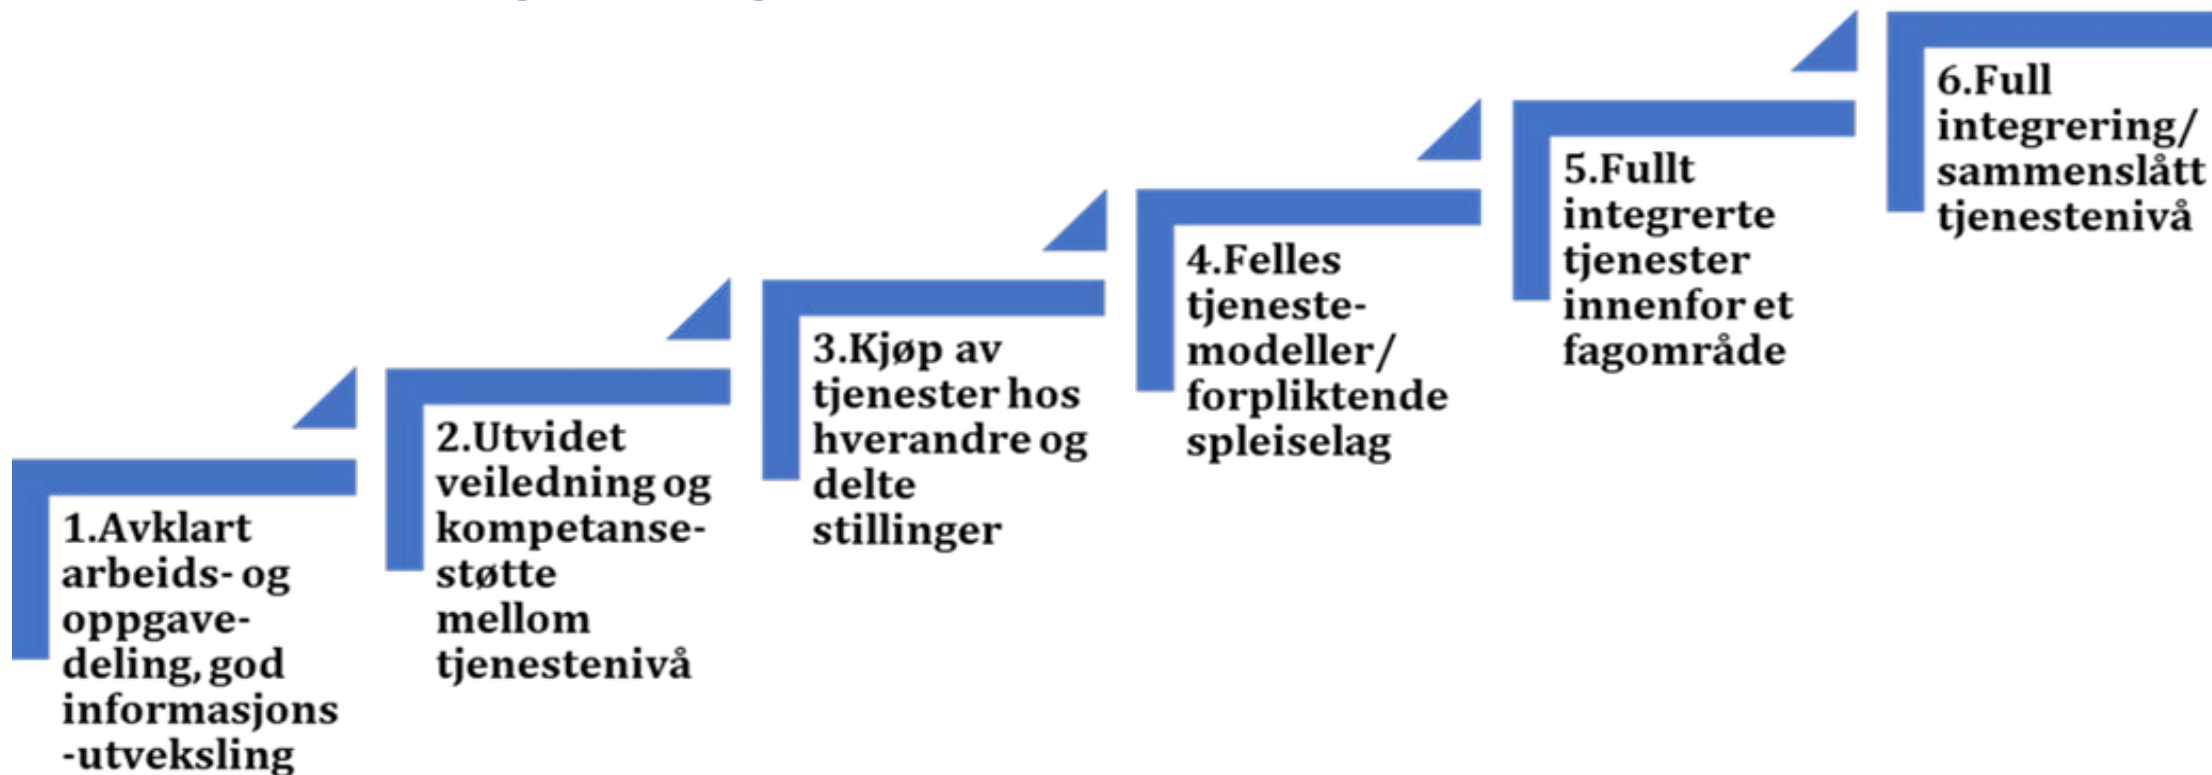 1.Avklart
arbeids- og
oppgave-
deling, god
informasjons
-utveksling
2.Utvidet
veiledning og
kompetanse-
støtte
mellom
tjenestenivå
3.Kjøp av
tjenester hos
hverandre og
delte
stillinger
4.Felles
tjeneste-
modeller/
forpliktende
spleiselag
5.Fullt
integrerte
tjenester
innenfor et
fagområde
6.Full
integrering/
sammenslått
tjenestenivå